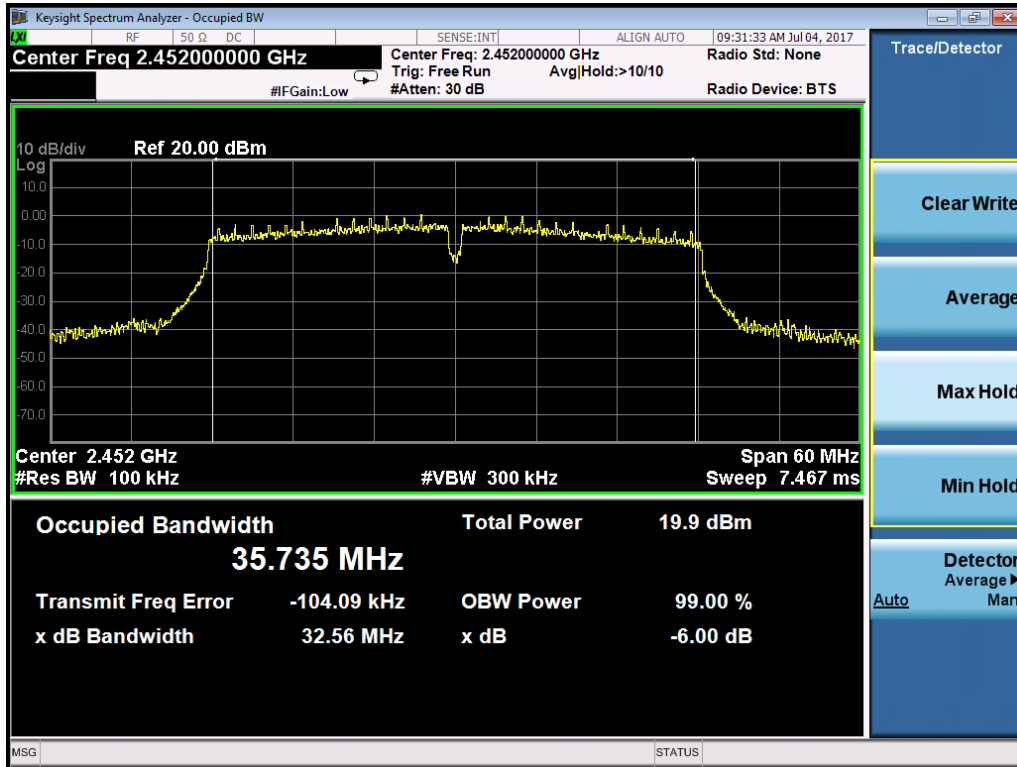 Keysight Spectrum Analyzer - Occupied BW
LXI RF 50 Ω DC SENSE:INT ALIGN AUTO 09:31:33 AM Jul 04, 2017
Center Freq 2.452000000 GHz
#IFGain:Low
Center Freq: 2.452000000 GHz
Trig: Free Run Avg|Hold:>10/10
#Atten: 30 dB
Radio Std: None
Radio Device: BTS
10 dB/div Ref 20.00 dBm
Log
10.0
0.00
-10.0
-20.0
-30.0
-40.0
-50.0
-60.0
-70.0
Center 2.452 GHz Span 60 MHz
#Res BW 100 kHz #VBW 300 kHz Sweep 7.467 ms
Occupied Bandwidth Total Power 19.9 dBm
35.735 MHz
Transmit Freq Error -104.09 kHz OBW Power 99.00 %
x dB Bandwidth 32.56 MHz x dB -6.00 dB
MSG STATUS
Trace/Detector
Clear Write
Average
Max Hold
Min Hold
Detector
Average
Auto Man